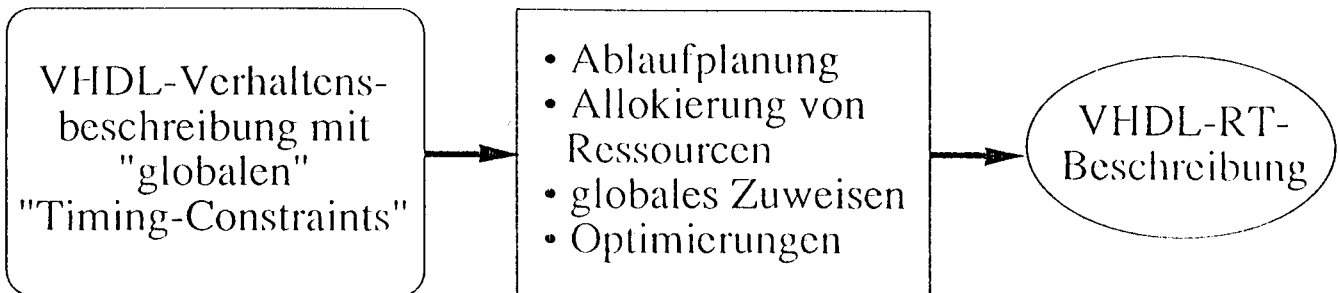 VHDL-Verhaltens-
beschreibung mit
"globalen"
"Timing-Constraints"
• Ablaufplanung
• Allokierung von
Ressourcen
• globales Zuweisen
• Optimierungen
VHDL-RT-
Beschreibung